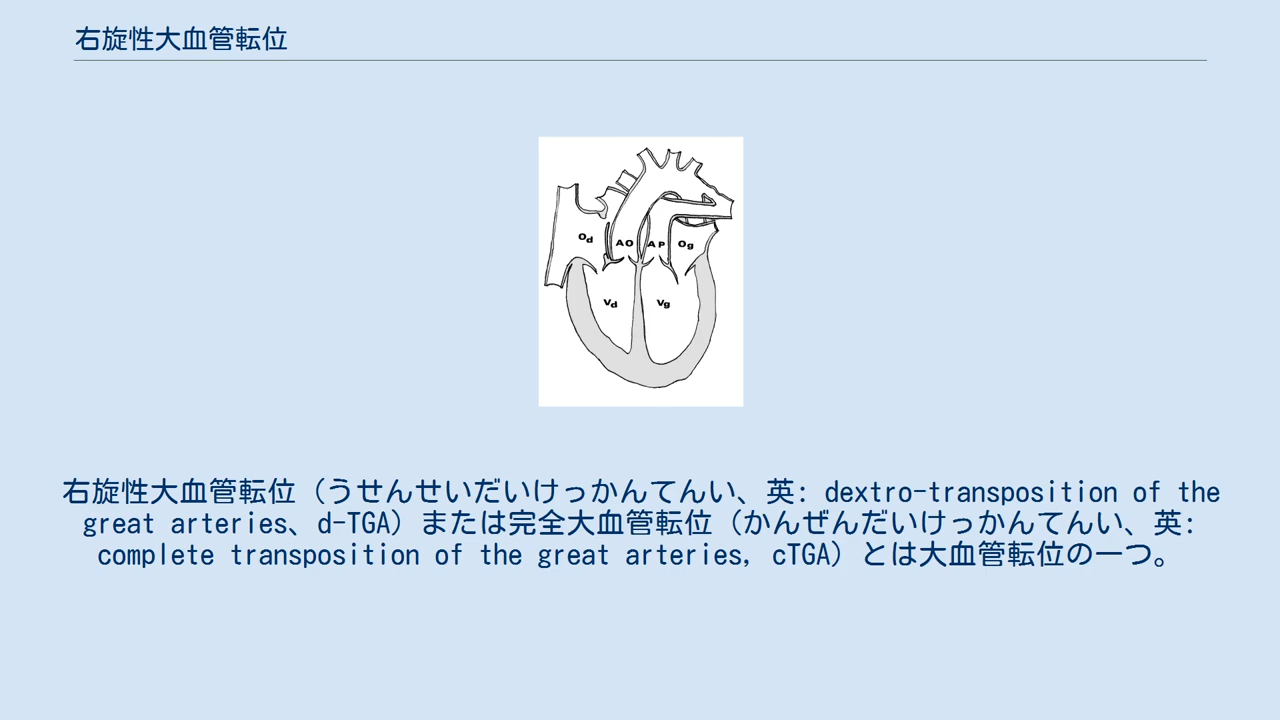 右旋性大血管転位
Od
AO
AP
Og
Vd
Vg
右旋性大血管転位（うせんせいだいけっかんてんい、英: dextro-transposition of the
great arteries、d-TGA）または完全大血管転位（かんぜんだいけっかんてんい、英:
complete transposition of the great arteries, cTGA）とは大血管転位の一つ。